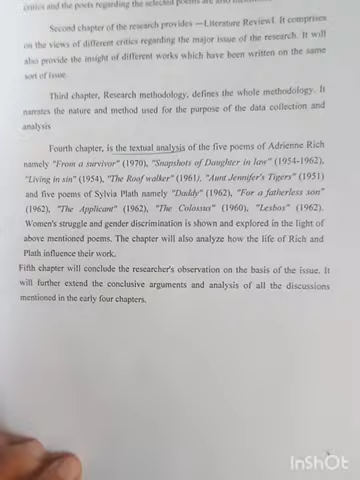 critics and the poets regarding the selected poems are also
Second chapter of the research provides —Literature Reviewl. It comprises
on the views of different critics regarding the major issue of the research. It will
also provide the insight of different works which have been written on the same
sort of issue.
Third chapter, Research methodology, defines the whole methodology. It
narrates the nature and method used for the purpose of the data collection and
analysis
Fourth chapter, is the textual analysis of the five poems of Adrienne Rich
namely "From a survivor" (1970), "Snapshots of Daughter in law" (1954-1962),
"Living in sin" (1954), "The Roof walker" (1961), "Aunt Jennifer's Tigers" (1951)
and five poems of Sylvia Plath namely "Daddy" (1962), "For a fatherless son"
(1962), "The Applicant" (1962), "The Colossus" (1960), "Lesbos" (1962).
Women's struggle and gender discrimination is shown and explored in the light of
above mentioned poems. The chapter will also analyze how the life of Rich and
Plath influence their work.
Fifth chapter will conclude the researcher's observation on the basis of the issue. It
will further extend the conclusive arguments and analysis of all the discussions
mentioned in the early four chapters.
InShOt